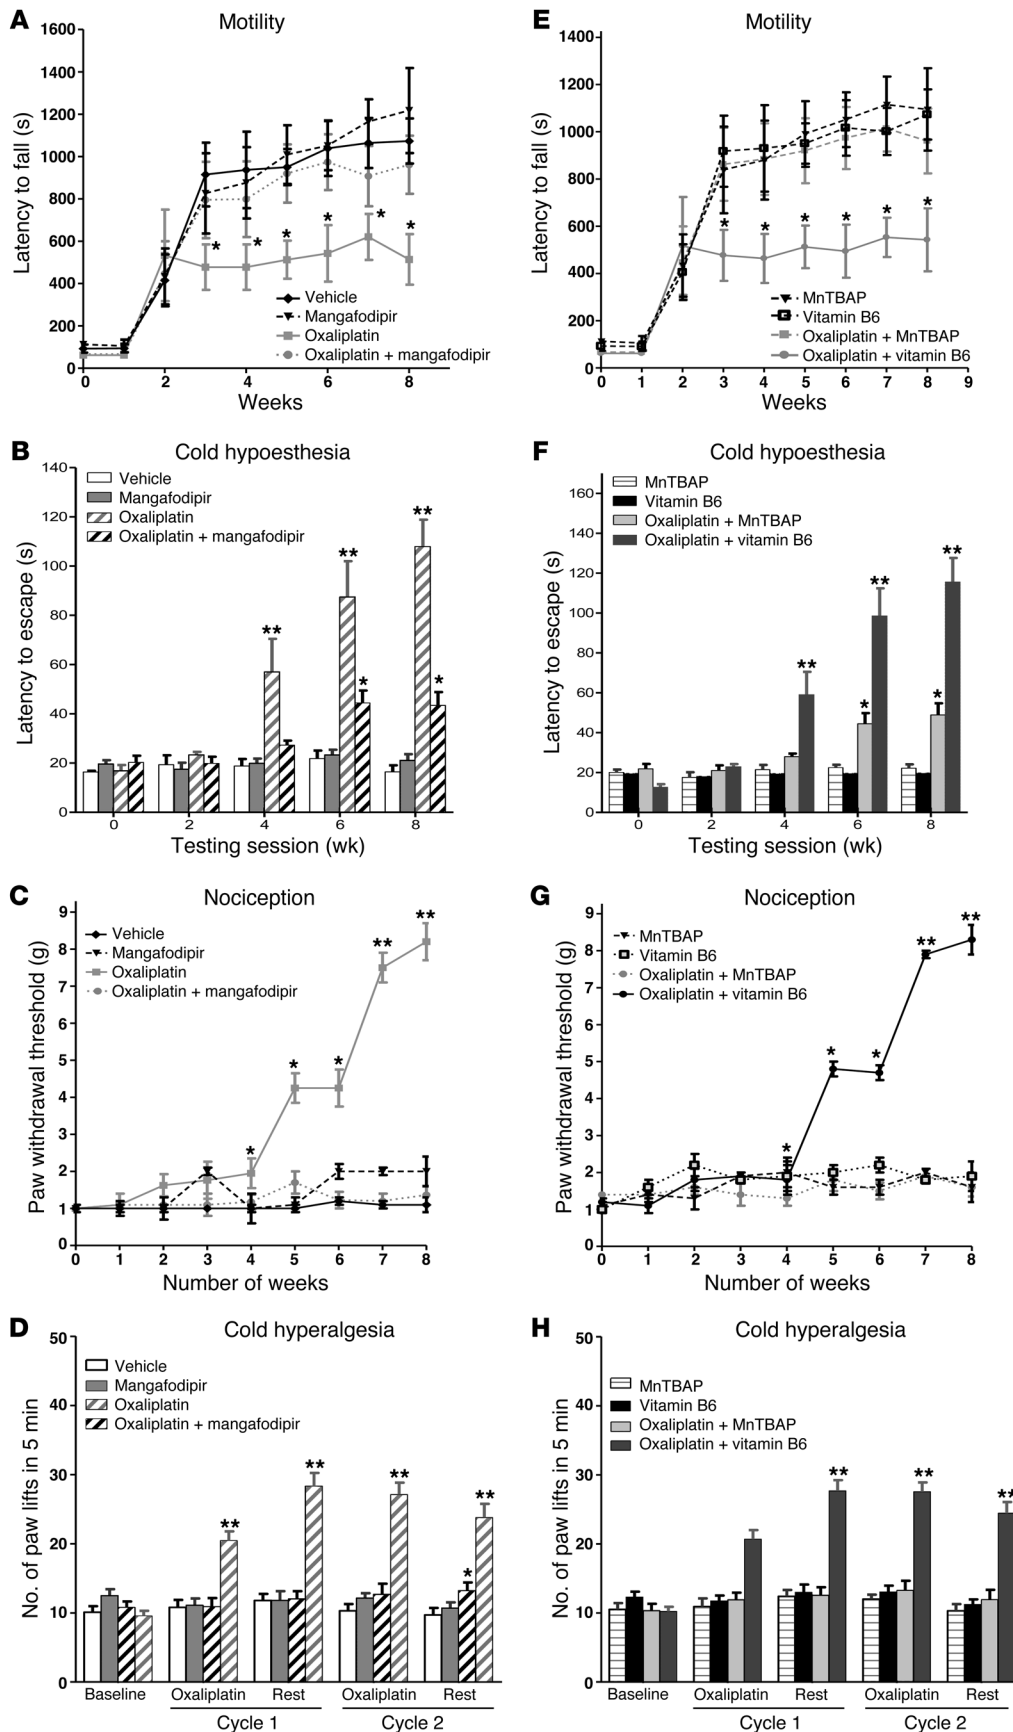 A
Motility
1600
1400
1200
1000
800
600
400
200
0
Latency to fall (s)
* * * * * *
Vehicle
Mangafodipir
Oxaliplatin
Oxaliplatin + mangafodipir
0 2 4 6 8
Weeks
E
Motility
1400
1200
1000
800
600
400
200
0
Latency to fall (s)
* * * * * *
MnTBAP
Vitamin B6
Oxaliplatin + MnTBAP
Oxaliplatin + vitamin B6
0 1 2 3 4 5 6 7 8 9
Weeks
B
Cold hypoesthesia
140
120
100
80
60
40
20
0
Latency to escape (s)
Vehicle
Mangafodipir
Oxaliplatin
Oxaliplatin + mangafodipir
** ** * ** *
0 2 4 6 8
Testing session (wk)
F
Cold hypoesthesia
160
140
120
100
80
60
40
20
0
Latency to escape (s)
MnTBAP
Vitamin B6
Oxaliplatin + MnTBAP
Oxaliplatin + vitamin B6
** * ** * **
0 2 4 6 8
Testing session (wk)
C
Nociception
9
8
7
6
5
4
3
2
1
0
Paw withdrawal threshold (g)
Vehicle
Mangafodipir
Oxaliplatin
Oxaliplatin + mangafodipir
* * * ** **
0 1 2 3 4 5 6 7 8
Number of weeks
G
Nociception
9
8
7
6
5
4
3
2
1
0
Paw withdrawal threshold (g)
MnTBAP
Vitamin B6
Oxaliplatin + MnTBAP
Oxaliplatin + vitamin B6
* * * ** **
0 1 2 3 4 5 6 7 8
Number of weeks
D
Cold hyperalgesia
50
40
30
20
10
0
No. of paw lifts in 5 min
Vehicle
Mangafodipir
Oxaliplatin
Oxaliplatin + mangafodipir
** ** ** * **
Baseline Oxaliplatin Rest Oxaliplatin Rest
Cycle 1 Cycle 2
H
Cold hyperalgesia
50
40
30
20
10
0
No. of paw lifts in 5 min
MnTBAP
Vitamin B6
Oxaliplatin + MnTBAP
Oxaliplatin + vitamin B6
** ** **
Baseline Oxaliplatin Rest Oxaliplatin Rest
Cycle 1 Cycle 2